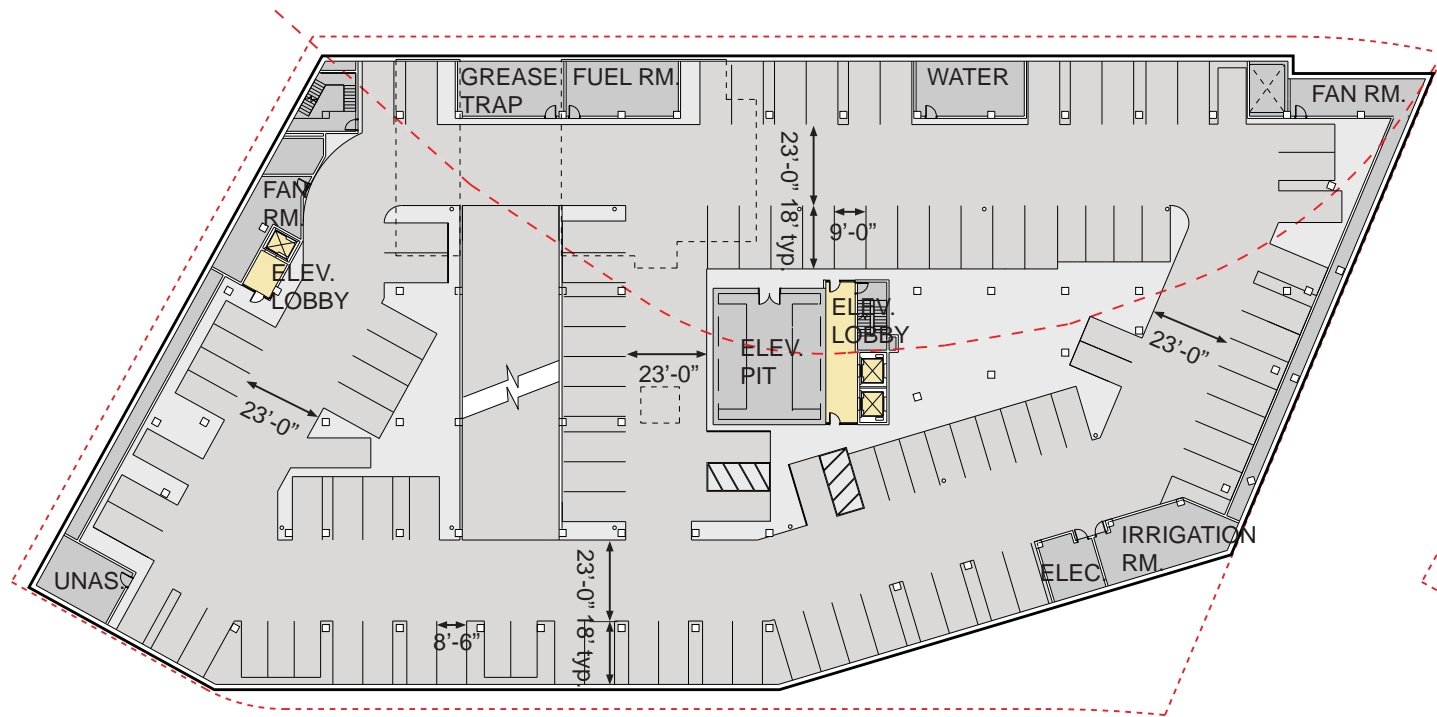 GREASE
TRAP
FUEL RM.
WATER
FAN RM.
FAN
RM.
ELEV.
LOBBY
23’-0”
18’ typ.
9’-0”
ELEV.
LOBBY
ELEV.
PIT
23’-0”
23’-0”
23’-0”
UNAS.
23’-0”
18’ typ.
8’-6”
ELEC.
IRRIGATION
RM.